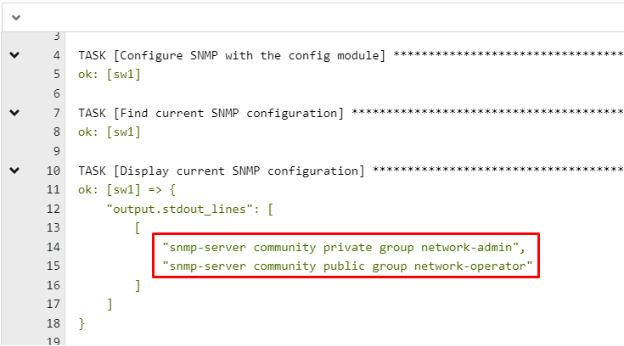 3
4 TASK [Configure SNMP with the config module] *********************************
5 ok: [sw1]
6
7 TASK [Find current SNMP configuration] ***************************************
8 ok: [sw1]
9
10 TASK [Display current SNMP configuration] ************************************
11 ok: [sw1] => {
12 "output.stdout_lines": [
13 [
14 "snmp-server community private group network-admin",
15 "snmp-server community public group network-operator"
16 ]
17 ]
18 }
19